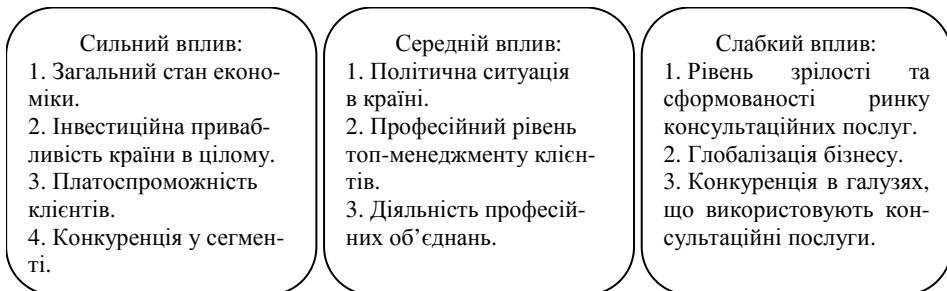 Сильний вплив:
1. Загальний стан еконо-
міки.
2. Інвестиційна приваб-
ливість країни в цілому.
3. Платоспроможність
клієнтів.
4. Конкуренція у сегмен-
ті.
Середній вплив:
1. Політична ситуація
в країні.
2. Професійний рівень
топ-менеджменту клієн-
тів.
3. Діяльність професій-
них об’єднань.
Слабкий вплив:
1. Рівень зрілості та
сформованості ринку
консультаційних послуг.
2. Глобалізація бізнесу.
3. Конкуренція в галузях,
що використовують кон-
сультаційні послуги.